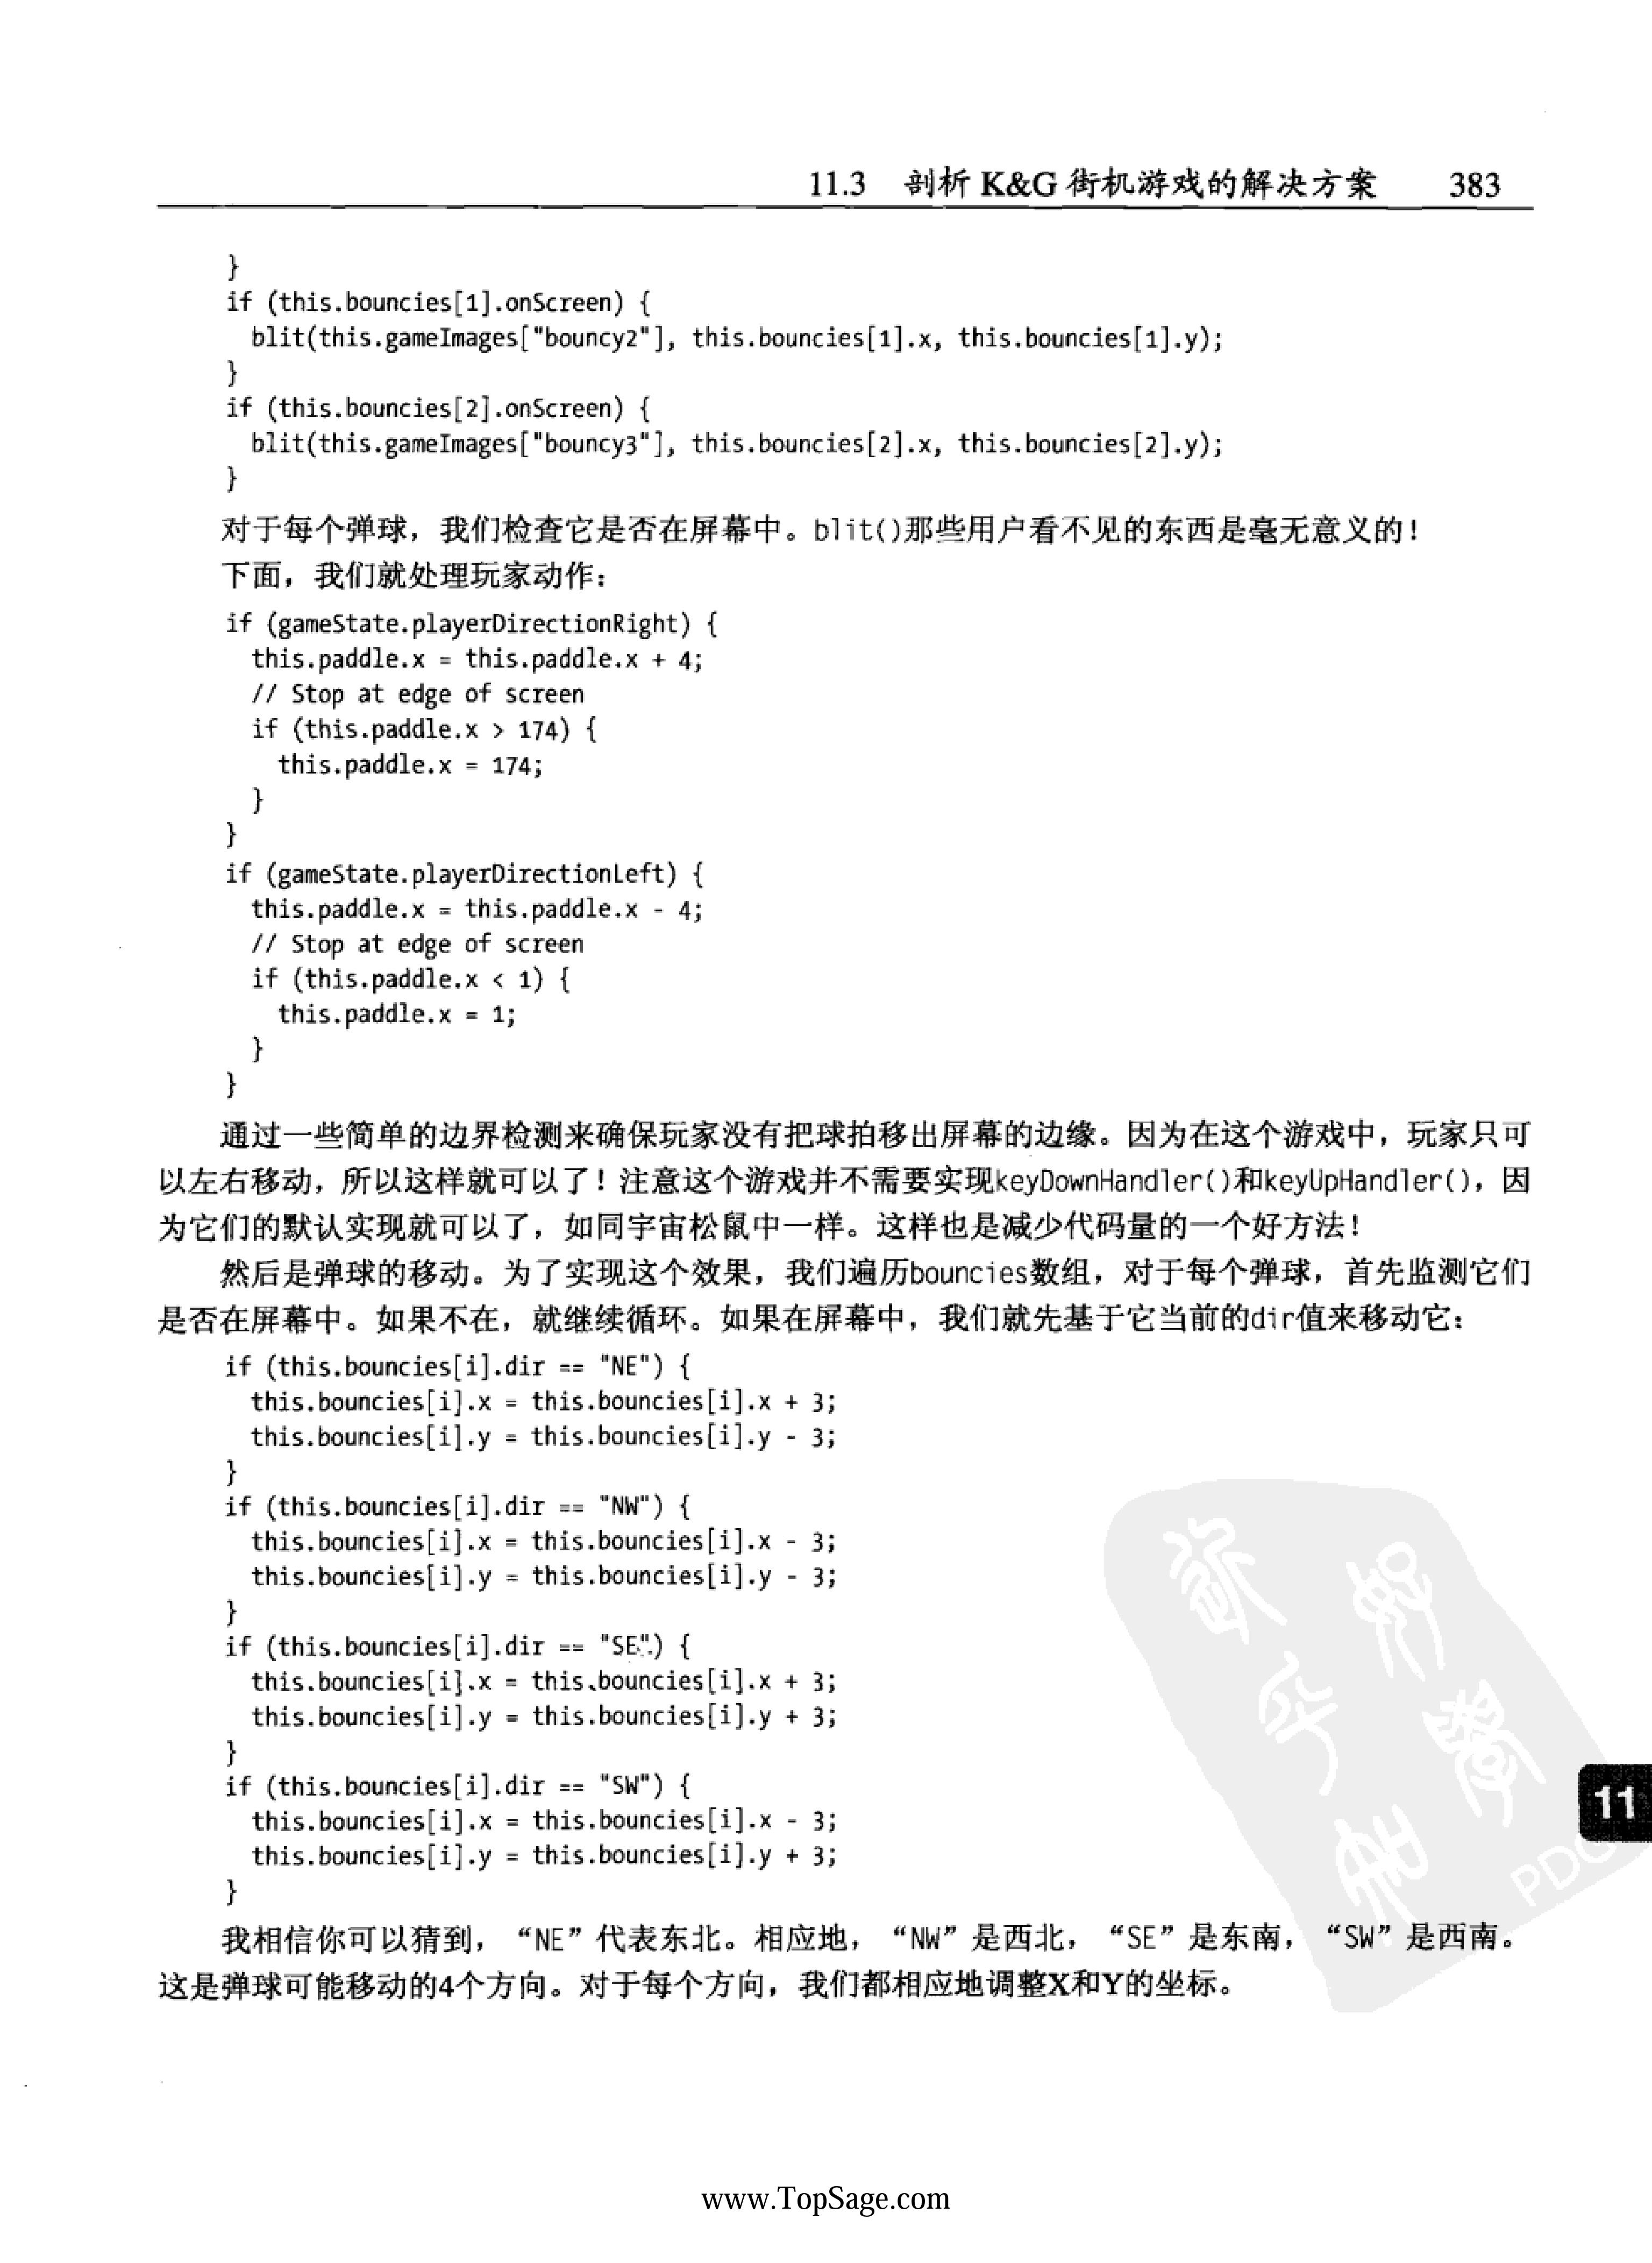 11.3 剖析 K&G 街机游戏的解决方案 383
}
if (this.bouncies[1].onScreen) {
blit(this.gameImages["bouncy2"], this.bouncies[1].x, this.bouncies[1].y);
}
if (this.bouncies[2].onScreen) {
blit(this.gameImages["bouncy3"], this.bouncies[2].x, this.bouncies[2].y);
}
对于每个弹球，我们检查它是否在屏幕中。blit()那些用户看不见的东西是毫无意义的！
下面，我们就处理玩家动作：
if (gameState.playerDirectionRight) {
this.paddle.x = this.paddle.x + 4;
// Stop at edge of screen
if (this.paddle.x > 174) {
this.paddle.x = 174;
}
}
if (gameState.playerDirectionLeft) {
this.paddle.x = this.paddle.x - 4;
// Stop at edge of screen
if (this.paddle.x < 1) {
this.paddle.x = 1;
}
}
通过一些简单的边界检测来确保玩家没有把球拍移出屏幕的边缘。因为在这个游戏中，玩家只可
以左右移动，所以这样就可以了！注意这个游戏并不需要实现keyDownHandler()和keyUpHandler()，因
为它们的默认实现就可以了，如同宇宙松鼠中一样。这样也是减少代码量的一个好方法！
然后是弹球的移动。为了实现这个效果，我们遍历bouncies数组，对于每个弹球，首先监测它们
是否在屏幕中。如果不在，就继续循环。如果在屏幕中，我们就先基于它当前的dir值来移动它：
if (this.bouncies[i].dir == "NE") {
this.bouncies[i].x = this.bouncies[i].x + 3;
this.bouncies[i].y = this.bouncies[i].y - 3;
}
if (this.bouncies[i].dir == "NW") {
this.bouncies[i].x = this.bouncies[i].x - 3;
this.bouncies[i].y = this.bouncies[i].y - 3;
}
if (this.bouncies[i].dir == "SE") {
this.bouncies[i].x = this.bouncies[i].x + 3;
this.bouncies[i].y = this.bouncies[i].y + 3;
}
if (this.bouncies[i].dir == "SW") {
this.bouncies[i].x = this.bouncies[i].x - 3;
this.bouncies[i].y = this.bouncies[i].y + 3;
}
11
我相信你可以猜到，“NE”代表东北。相应地，“NW”是西北，“SE”是东南，“SW”是西南。
这是弹球可能移动的4个方向。对于每个方向，我们都相应地调整X和Y的坐标。
www.TopSage.com